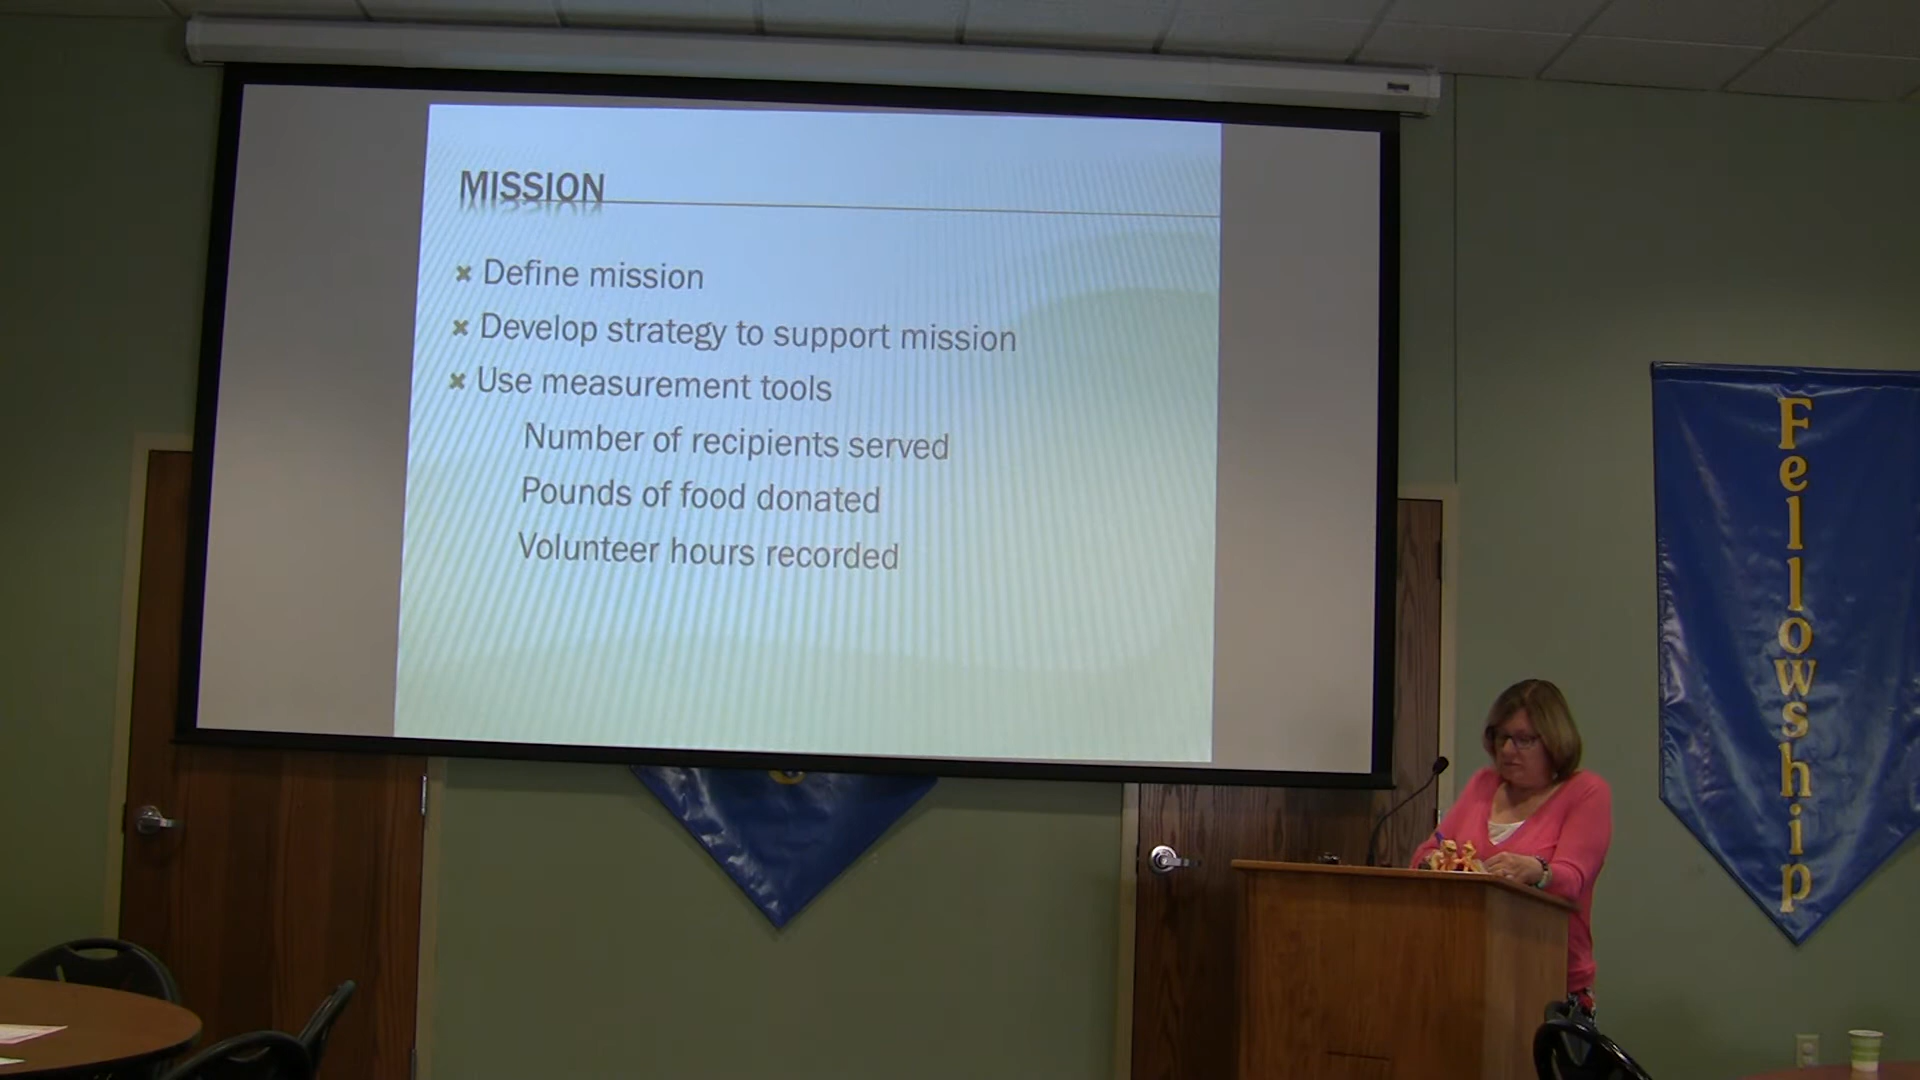 MISSION
Define mission
Develop strategy to support mission
Use measurement tools
Number of recipients served
Pounds of food donated
Volunteer hours recorded
Fellowship